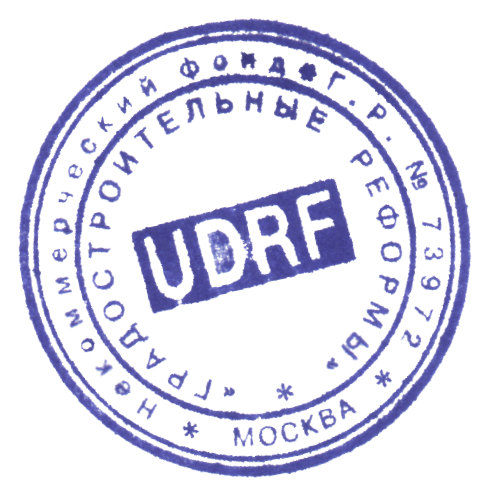 Некоммерческий фонд * Г.Р. № 73972 *
МОСКВА *
"ГРАДОСТРОИТЕЛЬНЫЕ РЕФОРМЫ" *
UDRF